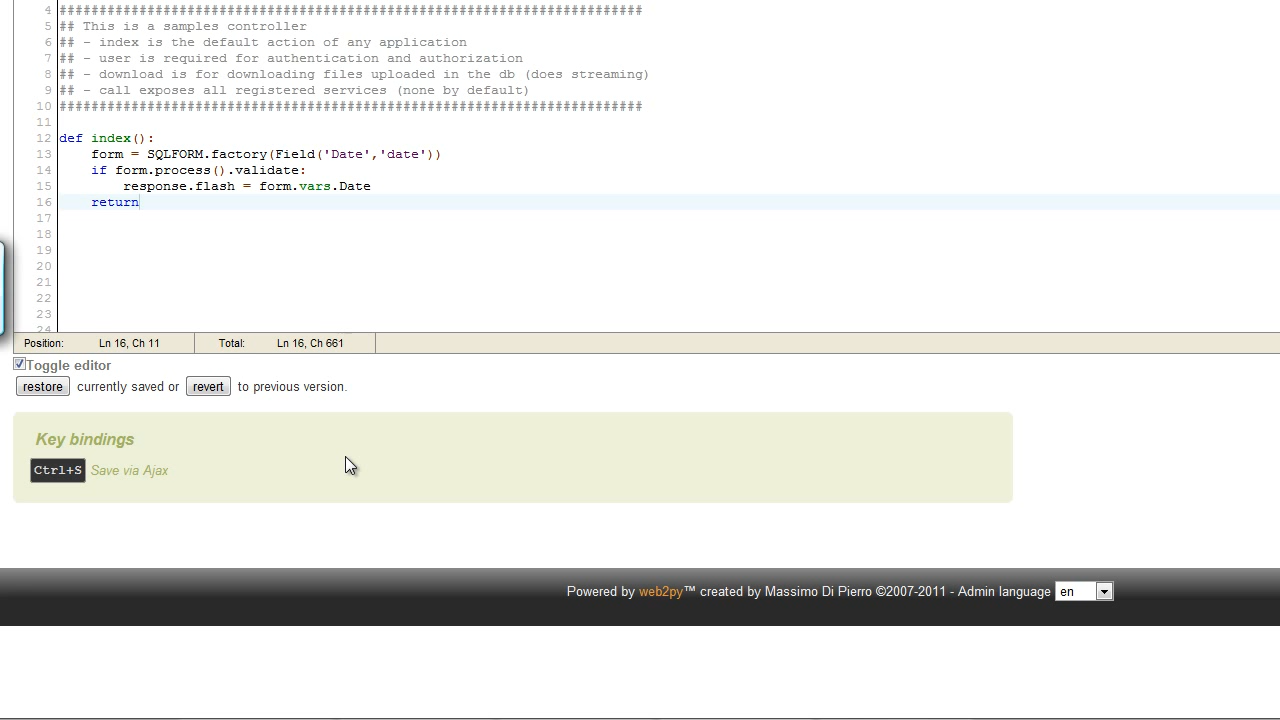 4 #########################################################################
5 ## This is a samples controller
6 ## - index is the default action of any application
7 ## - user is required for authentication and authorization
8 ## - download is for downloading files uploaded in the db (does streaming)
9 ## - call exposes all registered services (none by default)
10 #########################################################################
11
12 def index():
13     form = SQLFORM.factory(Field('Date','date'))
14     if form.process().validate:
15         response.flash = form.vars.Date
16     return
17
18
19
20
21
22
23
24
Position: Ln 16, Ch 11 Total: Ln 16, Ch 661
Toggle editor
restore currently saved or revert to previous version.
Key bindings
Ctrl+S Save via Ajax
Powered by web2py™ created by Massimo Di Pierro ©2007-2011 - Admin language en